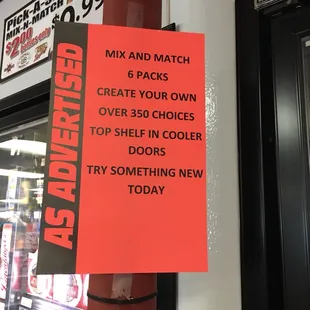 PICK-A-
MIX-N-MATCH
AS ADVERTISED
MIX AND MATCH
6 PACKS
CREATE YOUR OWN
OVER 350 CHOICES
TOP SHELF IN COOLER
DOORS
TRY SOMETHING NEW
TODAY